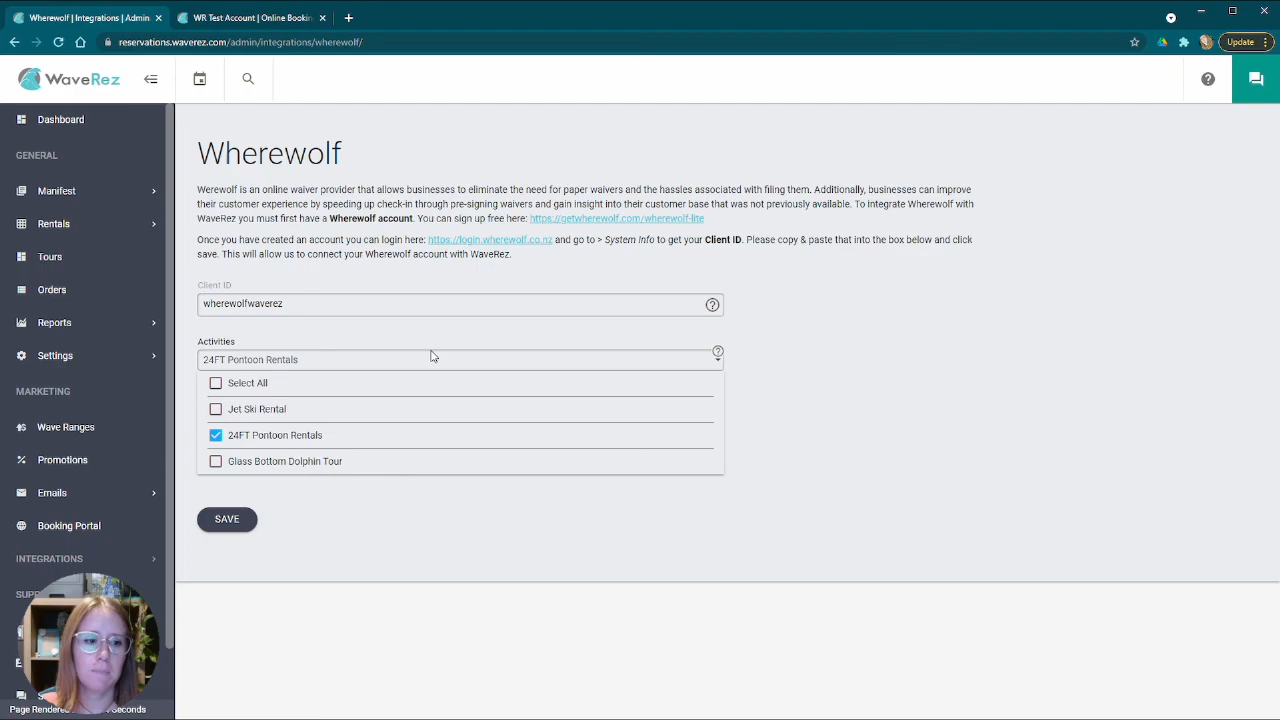 Wherewolf | Integrations | Admin
WR Test Account | Online Bookin
reservations.waverez.com/admin/integrations/wherewolf/
Update
WaveRez
Dashboard
GENERAL
Manifest
Rentals
Tours
Orders
Reports
Settings
MARKETING
Wave Ranges
Promotions
Emails
Booking Portal
INTEGRATIONS
Page Rendered
Seconds
Wherewolf
Werewolf is an online waiver provider that allows businesses to eliminate the need for paper waivers and the hassles associated with filing them. Additionally, businesses can improve
their customer experience by speeding up check-in through pre-signing waivers and gain insight into their customer base that was not previously available. To integrate Wherewolf with
WaveRez you must first have a Wherewolf account. You can sign up free here: https://getwherewolf.com/wherewolf-lite
Once you have created an account you can login here: https://login.wherewolf.co.nz and go to > System Info to get your Client ID. Please copy & paste that into the box below and click
save. This will allow us to connect your Wherewolf account with WaveRez.
Client ID
wherewolfwaverez
Activities
24FT Pontoon Rentals
Select All
Jet Ski Rental
24FT Pontoon Rentals
Glass Bottom Dolphin Tour
SAVE